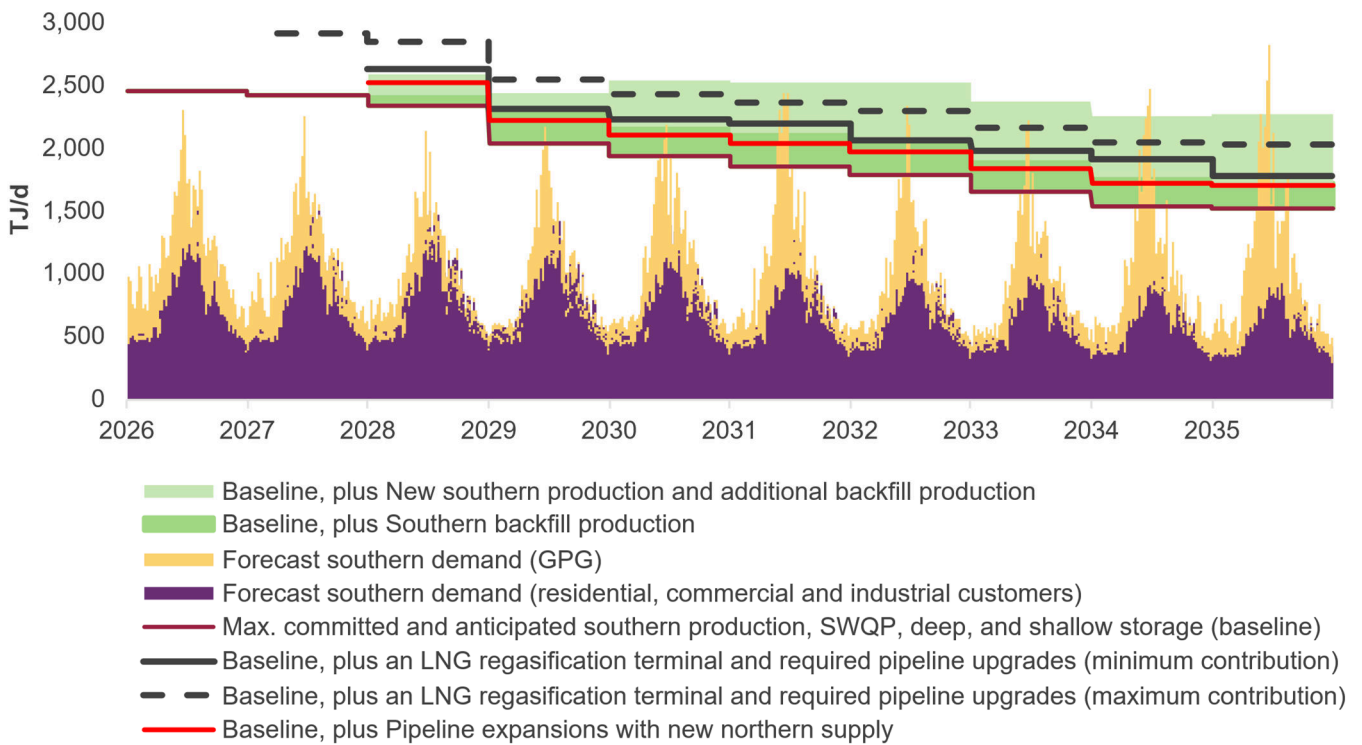 3,000
2,500
2,000
1,500
1,000
500
0
TJ/d
2026 2027 2028 2029 2030 2031 2032 2033 2034 2035
Baseline, plus New southern production and additional backfill production
Baseline, plus Southern backfill production
Forecast southern demand (GPG)
Forecast southern demand (residential, commercial and industrial customers)
Max. committed and anticipated southern production, SWQP, deep, and shallow storage (baseline)
Baseline, plus an LNG regasification terminal and required pipeline upgrades (minimum contribution)
Baseline, plus an LNG regasification terminal and required pipeline upgrades (maximum contribution)
Baseline, plus Pipeline expansions with new northern supply